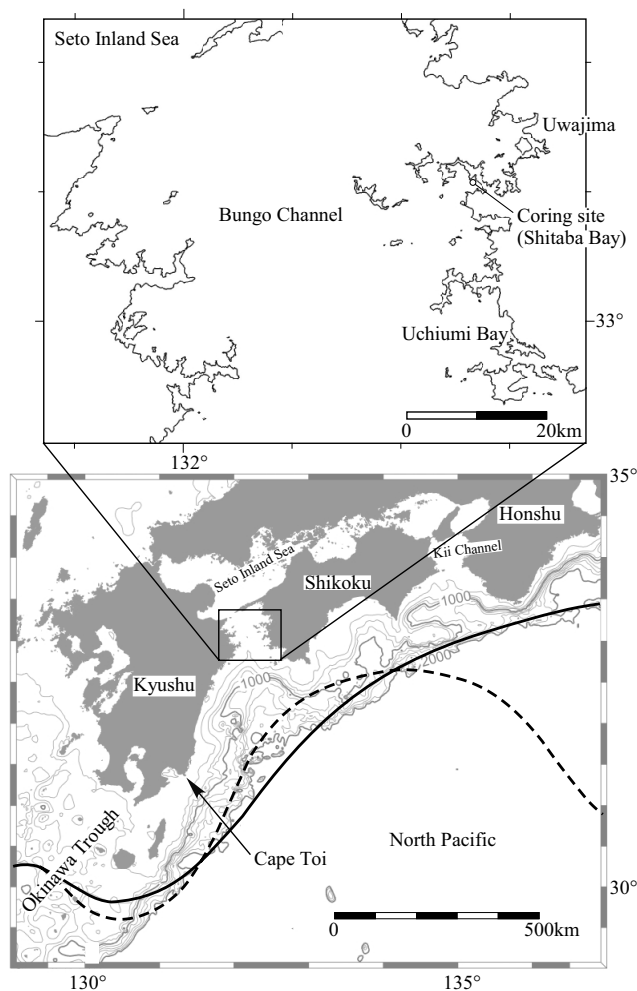 Seto Inland Sea
Uwajima
Coring site
(Shitaba Bay)
Bungo Channel
33°
Uchiumi Bay
0 20km
132°
35°
Honshu
Kii Channel
Seto Inland Sea
Shikoku
1000
2000
1000
Kyushu
North Pacific
Cape Toi
Okinawa Trough
30°
0 500km
130° 135°